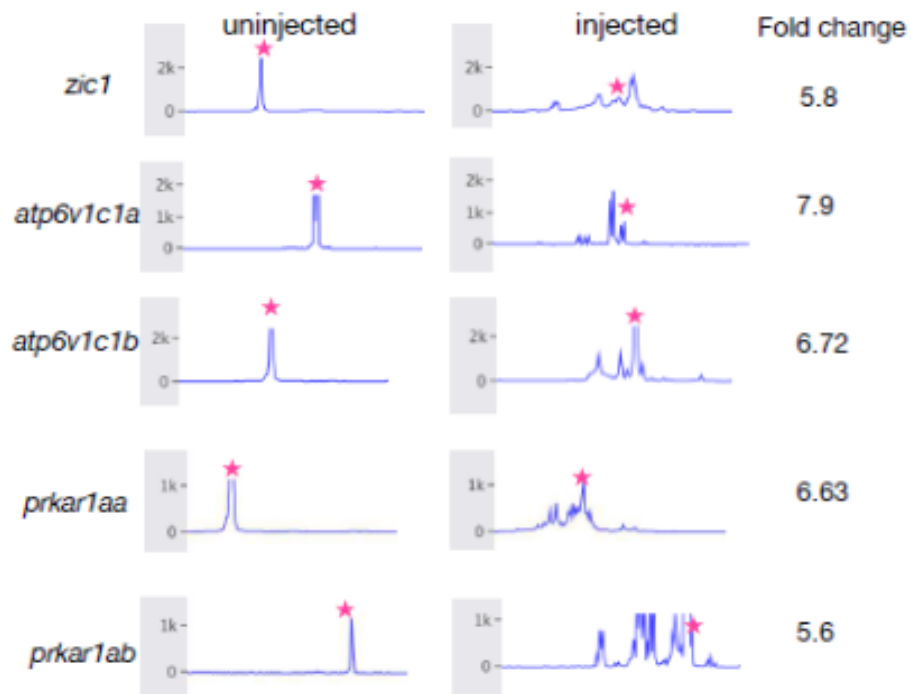 uninjected injected Fold change
zic1 2k 0 2k 0 5.8
atp6v1c1a 2k 1k 0 2k 1k 0 7.9
atp6v1c1b 2k 0 2k 0 6.72
prkar1aa 1k 0 1k 0 6.63
prkar1ab 1k 0 1k 0 5.6